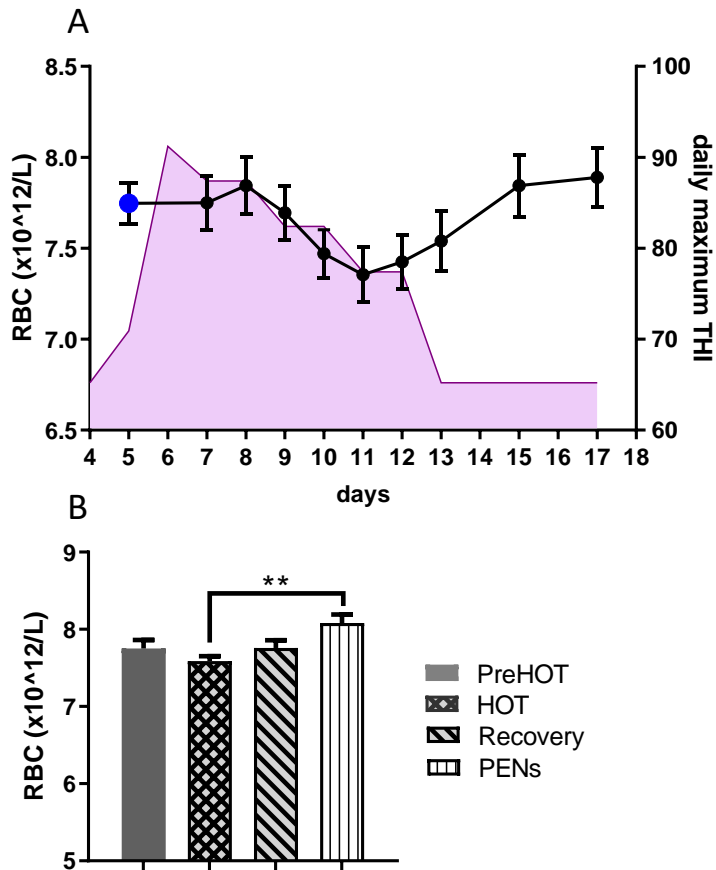 A
8.5
8.0
7.5
7.0
6.5
RBC (x10^12/L)
100
90
80
70
60
daily maximum THI
4 5 6 7 8 9 10 11 12 13 14 15 16 17 18
days
B
9
8
7
6
5
RBC (x10^12/L)
**
PreHOT
HOT
Recovery
PENs